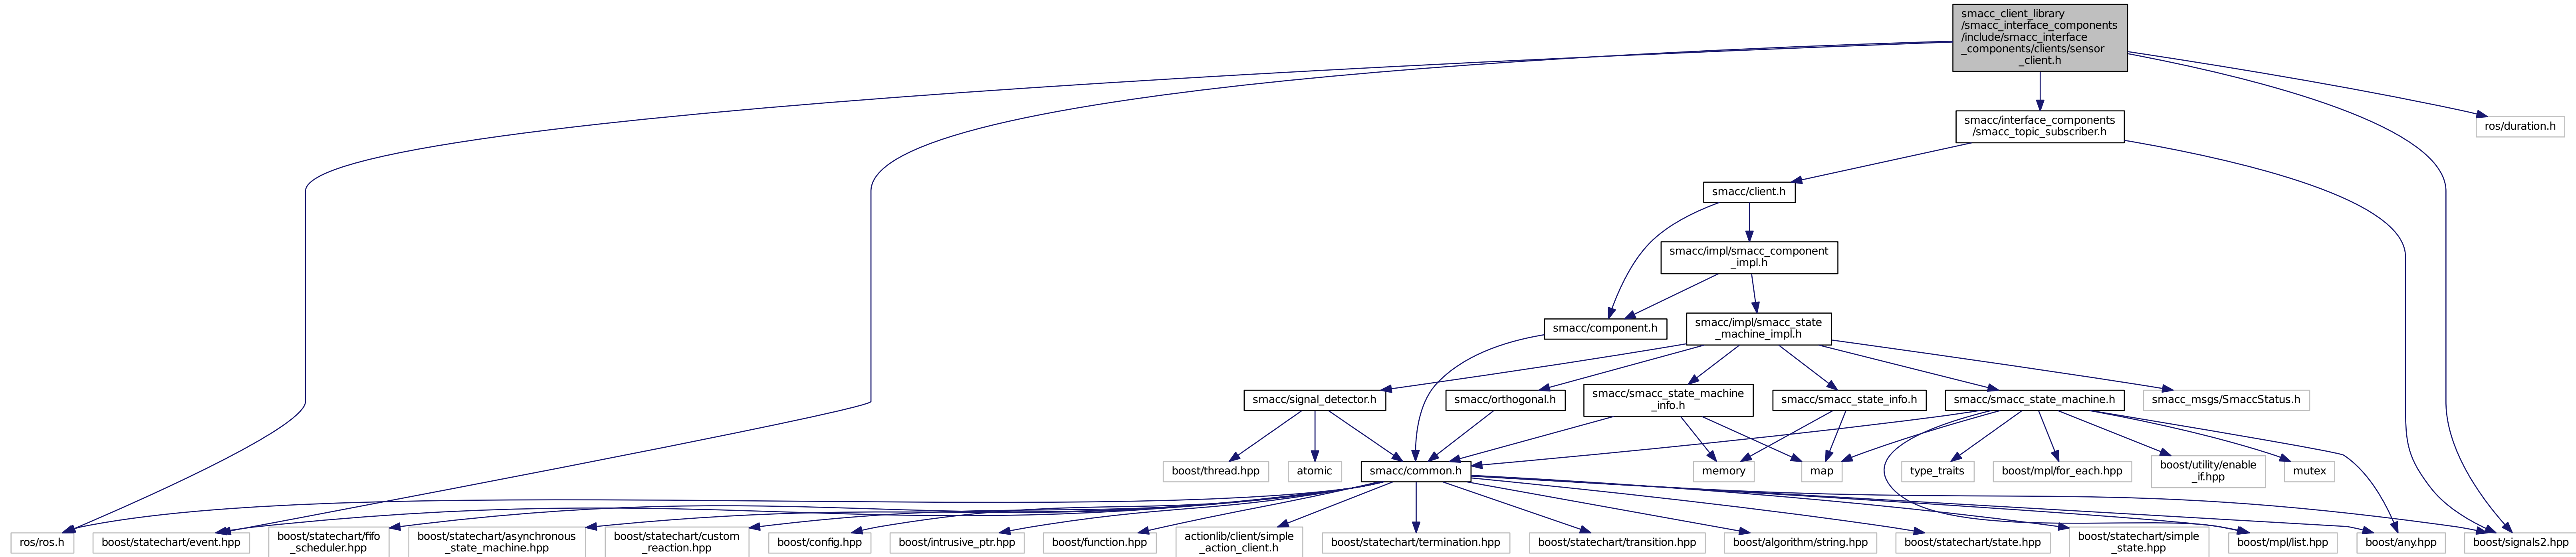 smacc_client_library
/smacc_interface_components
/include/smacc_interface
_components/clients/sensor
_client.h
smacc/interface_components
/smacc_topic_subscriber.h
ros/duration.h
smacc/client.h
smacc/impl/smacc_component
_impl.h
smacc/component.h
smacc/impl/smacc_state
_machine_impl.h
smacc/signal_detector.h
smacc/orthogonal.h
smacc/smacc_state_machine
_info.h
smacc/smacc_state_info.h
smacc/smacc_state_machine.h
smacc_msgs/SmaccStatus.h
boost/thread.hpp
atomic
smacc/common.h
memory
map
type_traits
boost/mpl/for_each.hpp
boost/utility/enable
_if.hpp
mutex
ros/ros.h
boost/statechart/event.hpp
boost/statechart/fifo
_scheduler.hpp
boost/statechart/asynchronous
_state_machine.hpp
boost/statechart/custom
_reaction.hpp
boost/config.hpp
boost/intrusive_ptr.hpp
boost/function.hpp
actionlib/client/simple
_action_client.h
boost/statechart/termination.hpp
boost/statechart/transition.hpp
boost/algorithm/string.hpp
boost/statechart/state.hpp
boost/statechart/simple
_state.hpp
boost/mpl/list.hpp
boost/any.hpp
boost/signals2.hpp